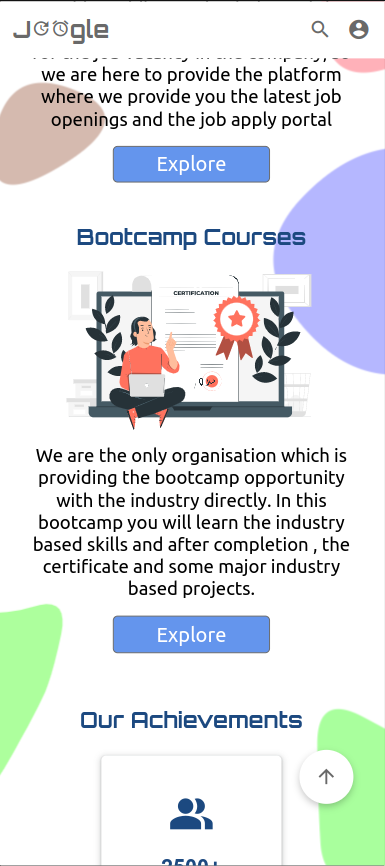 Joogle
we are here to provide the platform
where we provide you the latest job
openings and the job apply portal
Explore
Bootcamp Courses
CERTIFICATION
We are the only organisation which is
providing the bootcamp opportunity
with the industry directly. In this
bootcamp you will learn the industry
based skills and after completion , the
certificate and some major industry
based projects.
Explore
Our Achievements
2500+